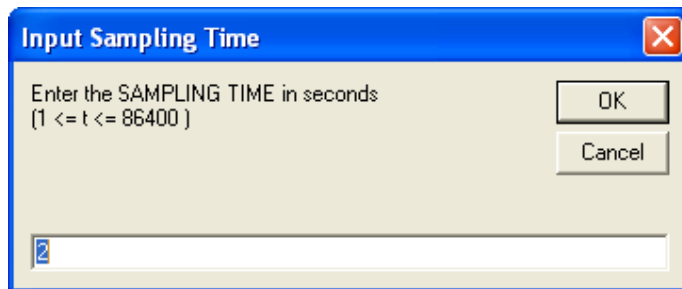 Input Sampling Time
Enter the SAMPLING TIME in seconds
(1 <= t <= 86400 )
OK
Cancel
2